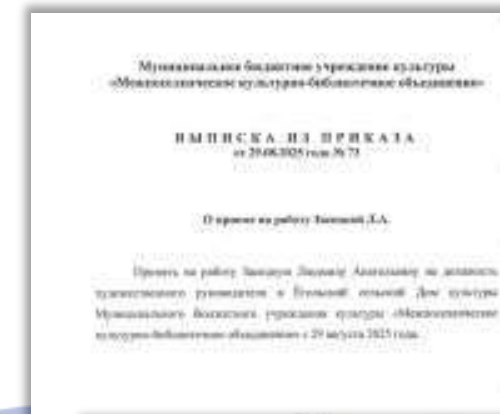 Муниципальное бюджетное учреждение культуры
«Межпоселенческое культурно-библиотечное объединение»
ВЫПИСКА ИЗ ПРИКАЗА
от 29.08.2025 года № 73
О приеме на работу Л.А.
Принять на работу Людмилу Анатольевну на должность
художественного руководителя в сельский Дом культуры
Муниципального бюджетного учреждения культуры «Межпоселенческое
культурно-библиотечное объединение» с 29 августа 2025 года.